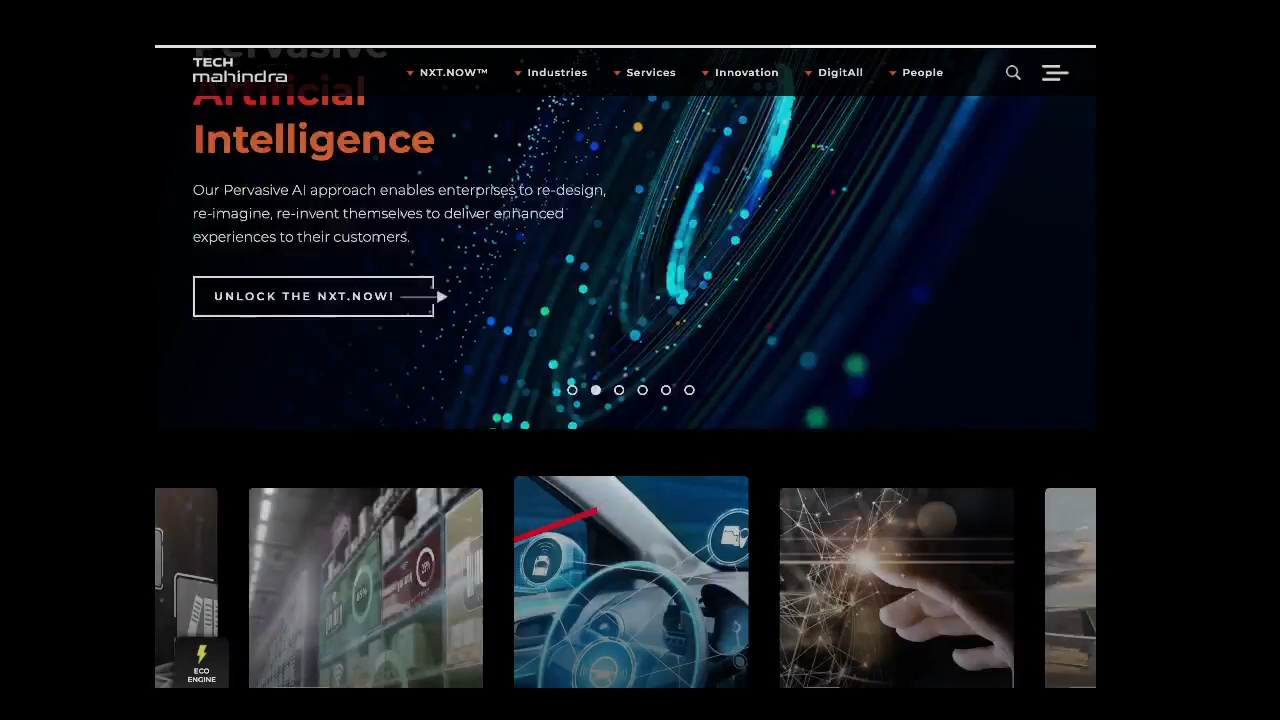 Pervasive
TECH
mahindra
NXT.NOW™
Industries
Services
Innovation
DigitAll
People
Artificial
Intelligence
Our Pervasive AI approach enables enterprises to re-design,
re-imagine, re-invent themselves to deliver enhanced
experiences to their customers.
UNLOCK THE NXT.NOW!
ECO
ENGINE